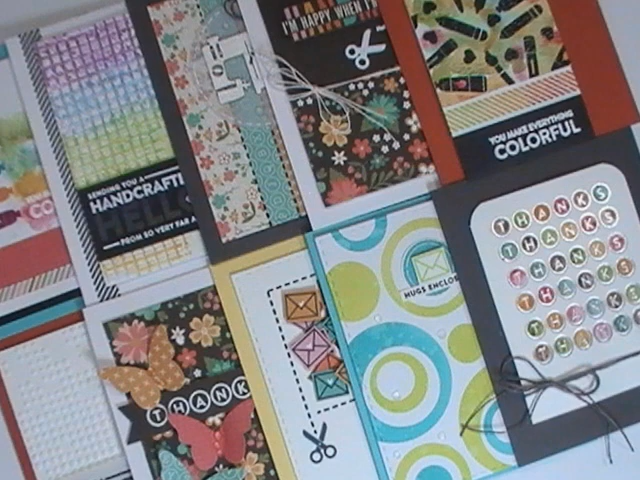 I'M HAPPY WHEN I'M
YOU MAKE EVERYTHING
COLORFUL
SENDING YOU A
HANDCRAFTED
HELLO
FROM SO VERY FAR
THANKS
THANKS
THANKS
THANKS
THANKS
THANKS
HUGS ENCLOS
THANK